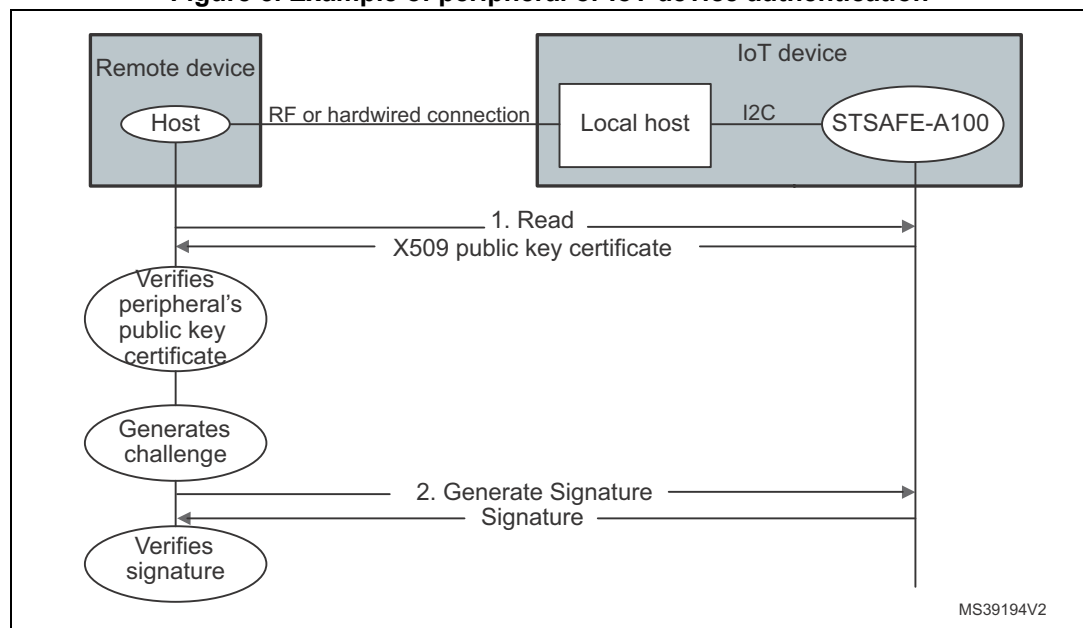 Remote device
IoT device
Host
RF or hardwired connection
Local host
I2C
STSAFE-A100
1. Read
X509 public key certificate
Verifies
peripheral's
public key
certificate
Generates
challenge
2. Generate Signature
Signature
Verifies
signature
MS39194V2